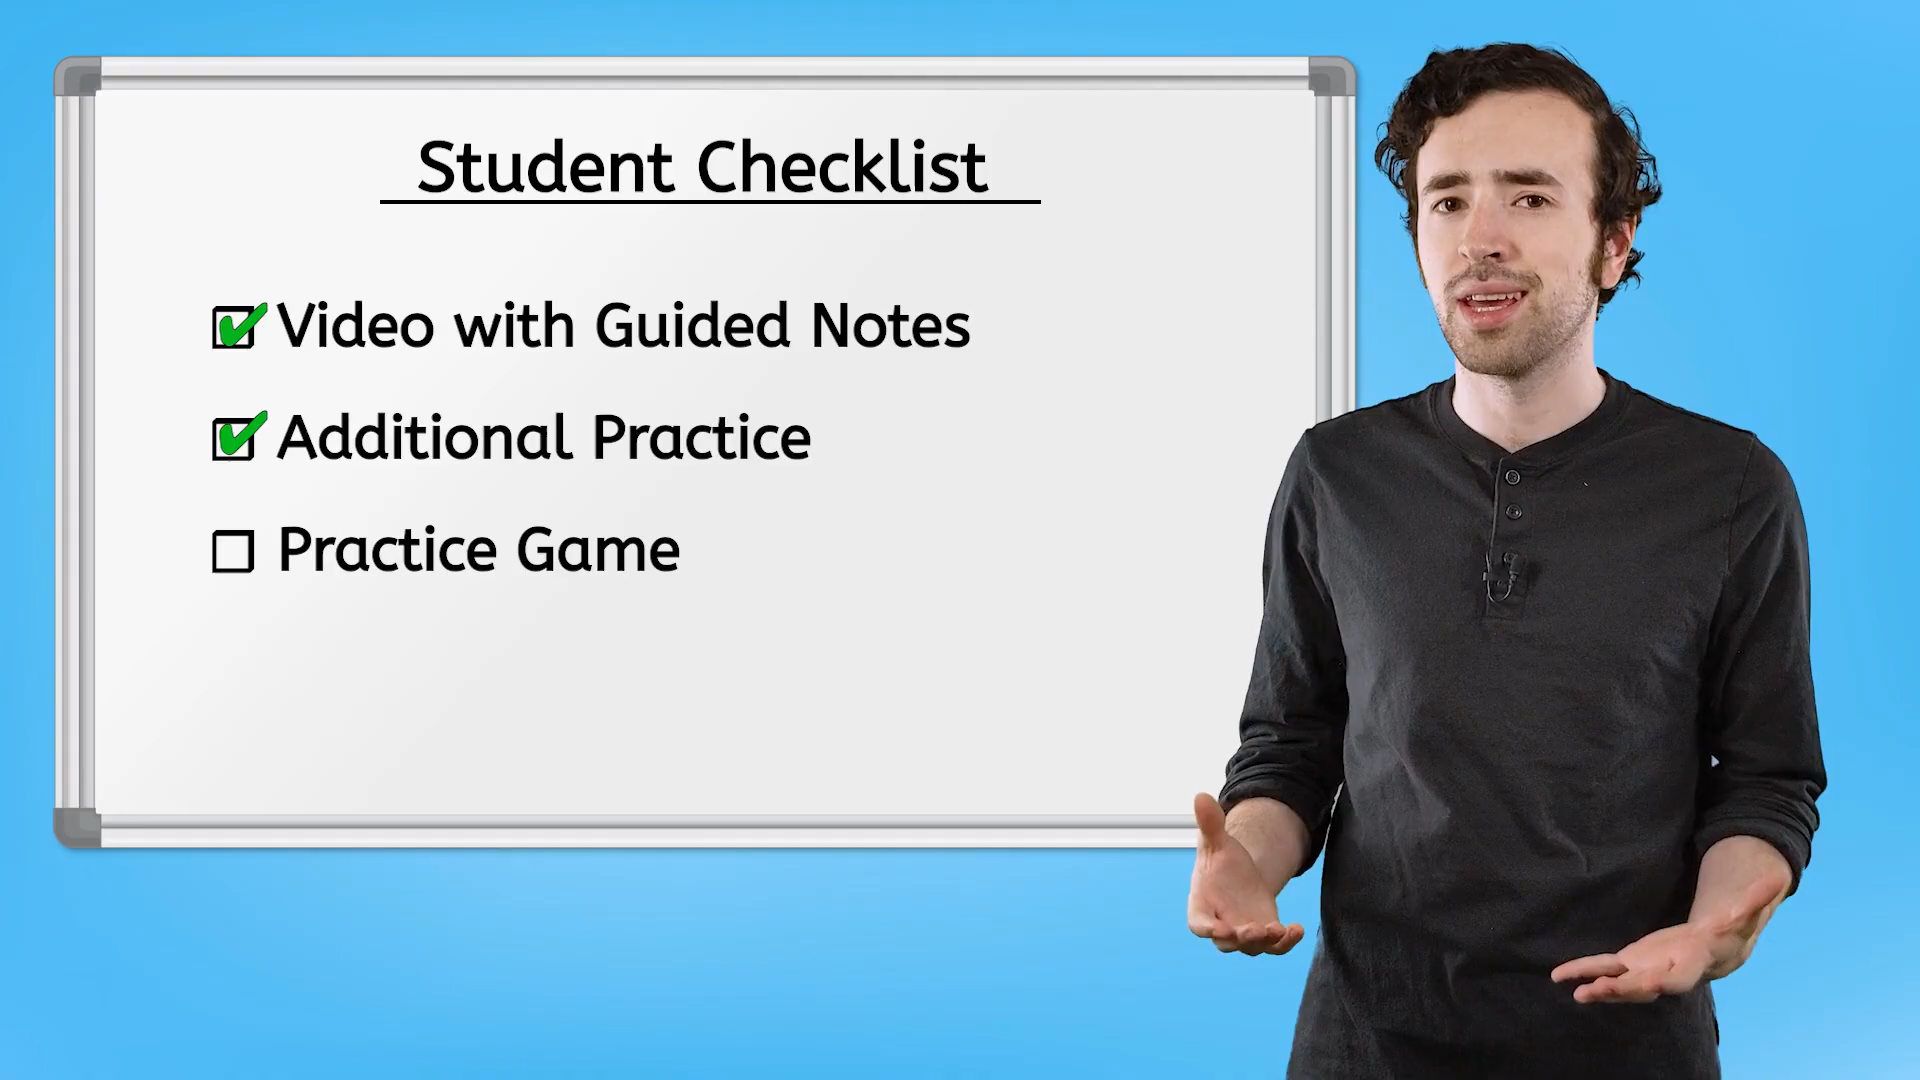 Student Checklist
Video with Guided Notes
Additional Practice
Practice Game